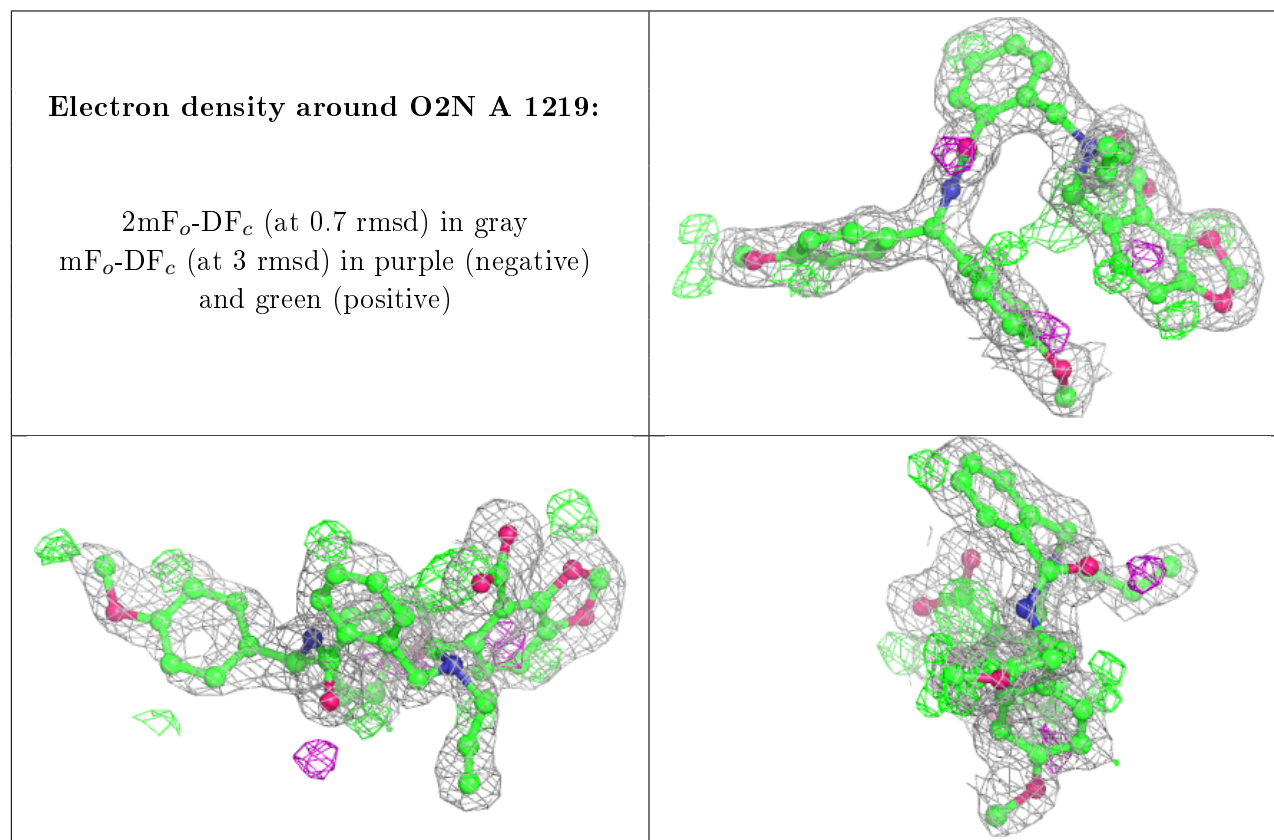 Electron density around O2N A 1219:
2mFₒ-DF𝒸 (at 0.7 rmsd) in gray
mFₒ-DF𝒸 (at 3 rmsd) in purple (negative)
and green (positive)